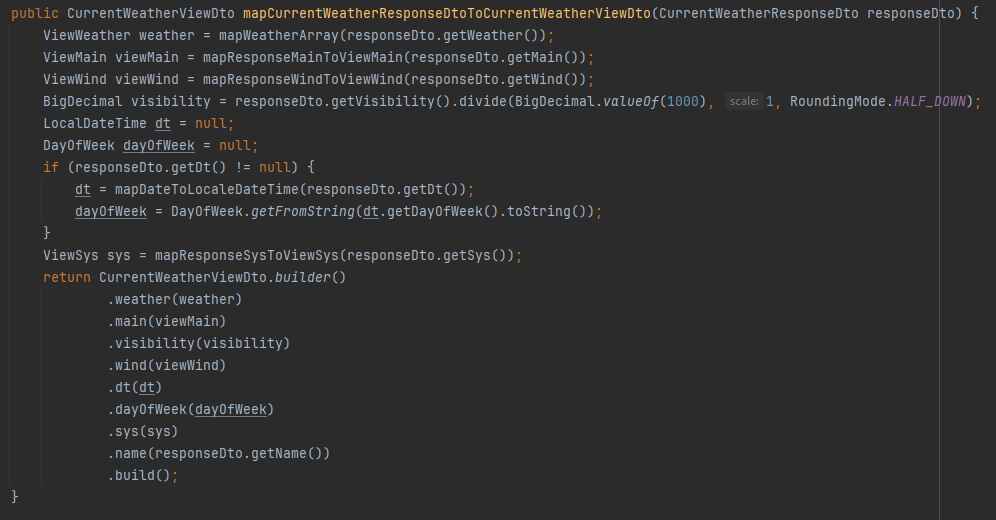 public CurrentWeatherViewDto mapCurrentWeatherResponseDtoToCurrentWeatherViewDto(CurrentWeatherResponseDto responseDto) {
    ViewWeather weather = mapWeatherArray(responseDto.getWeather());
    ViewMain viewMain = mapResponseMainToViewMain(responseDto.getMain());
    ViewWind viewWind = mapResponseWindToViewWind(responseDto.getWind());
    BigDecimal visibility = responseDto.getVisibility().divide(BigDecimal.valueOf(1000), scale: 1, RoundingMode.HALF_DOWN);
    LocalDateTime dt = null;
    DayOfWeek dayOfWeek = null;
    if (responseDto.getDt() != null) {
        dt = mapDateToLocaleDateTime(responseDto.getDt());
        dayOfWeek = DayOfWeek.getFromString(dt.getDayOfWeek().toString());
    }
    ViewSys sys = mapResponseSysToViewSys(responseDto.getSys());
    return CurrentWeatherViewDto.builder()
            .weather(weather)
            .main(viewMain)
            .visibility(visibility)
            .wind(viewWind)
            .dt(dt)
            .dayOfWeek(dayOfWeek)
            .sys(sys)
            .name(responseDto.getName())
            .build();
}